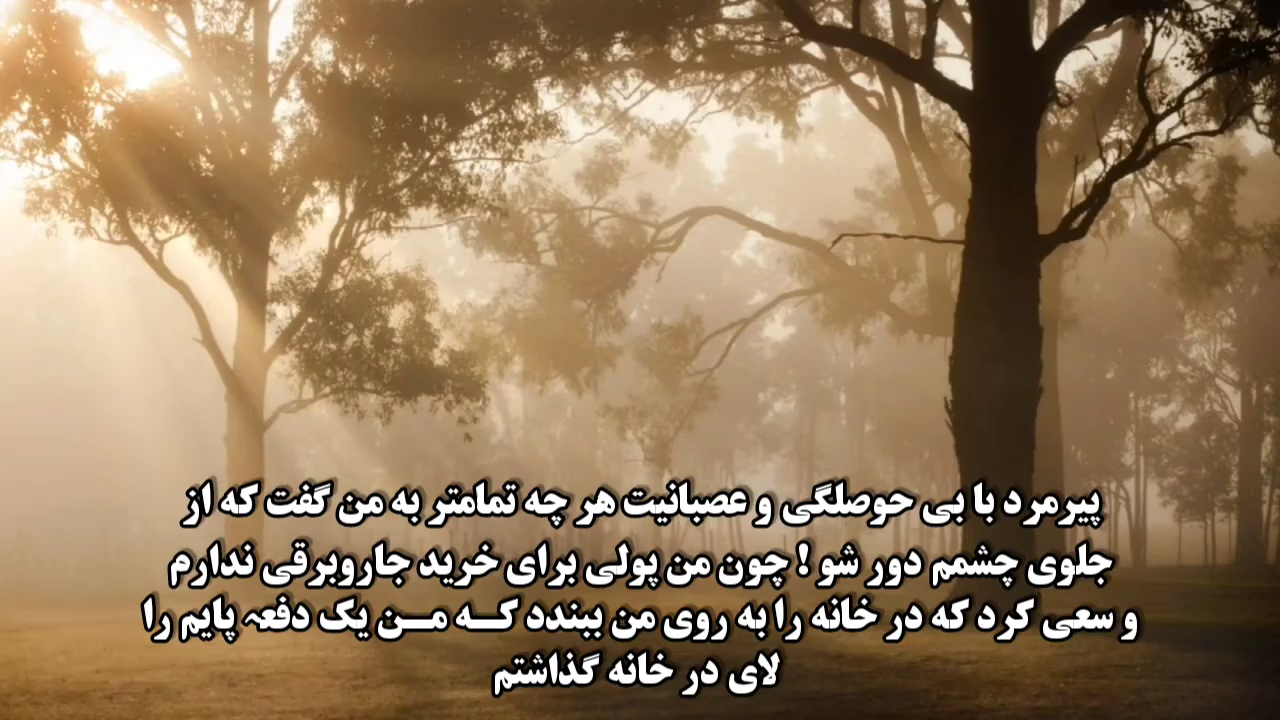 پیرمرد با بی حوصلگی و عصبانیت هر چه تمامتر به من گفت که از
جلوی چشمم دور شو ! چون من پولی برای خرید جاروبرقی ندارم
و سعی کرد که در خانه را به روی من ببندد کـــه مـــن یک دفعه پایم را
لای در خانه گذاشتم